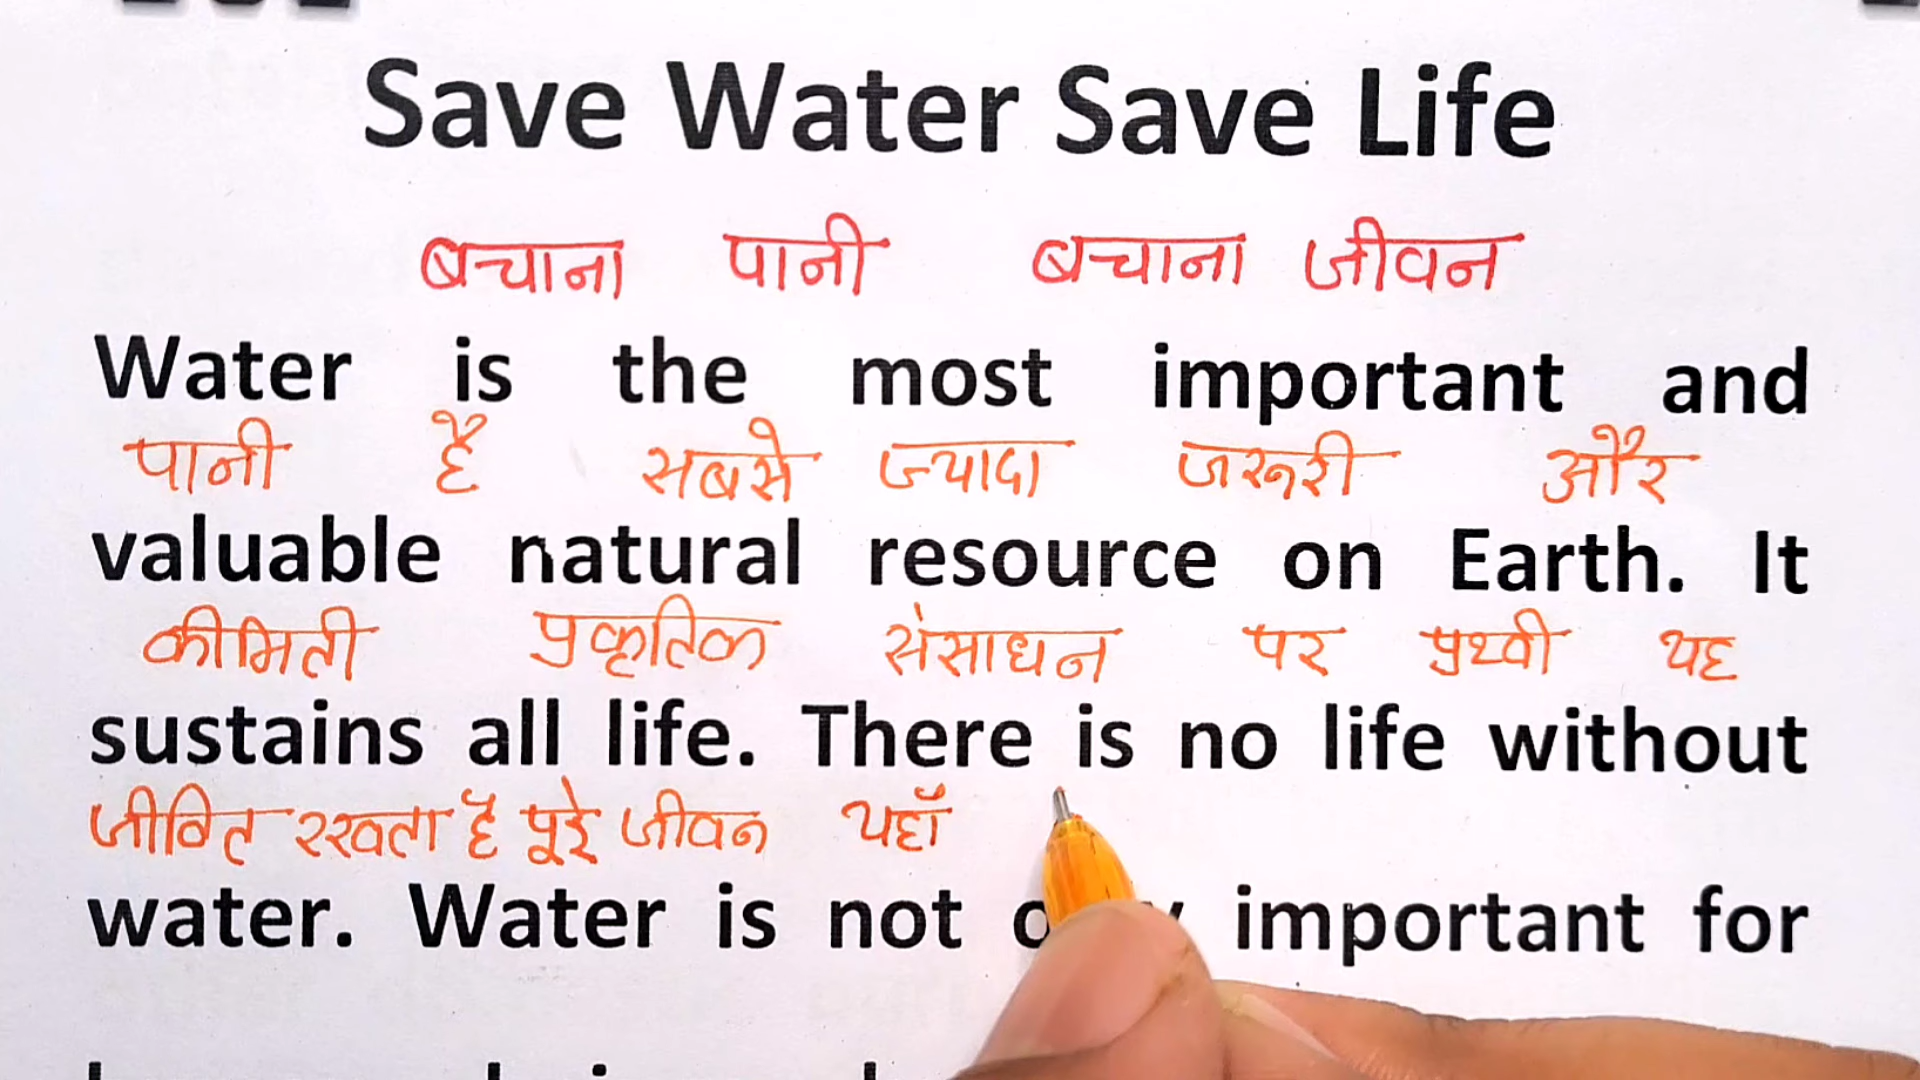 Save Water Save Life
बचाना पानी बचाना जीवन
Water is the most important and
पानी है सबसे ज्यादा जरूरी और
valuable natural resource on Earth. It
कीमिती प्रकृतिक संसाधन पर प्रथ्वी यह
sustains all life. There is no life without
जीवित रखता है पूरे जीवन यहाँ
water. Water is not important for